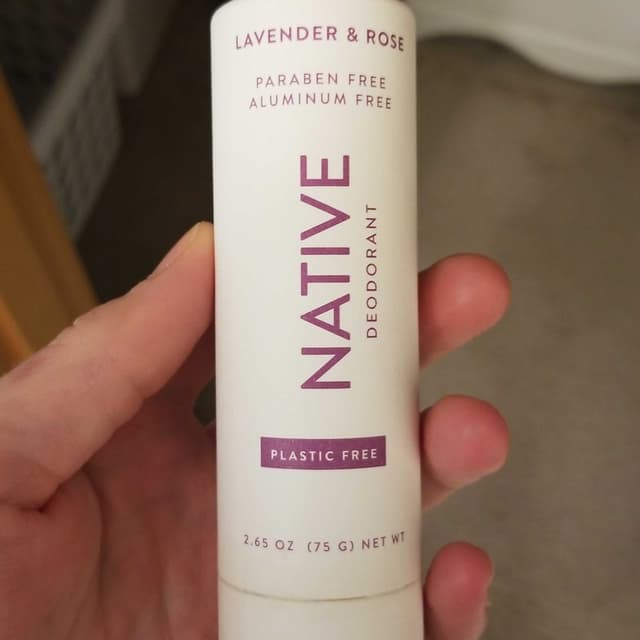 LAVENDER & ROSE
PARABEN FREE
ALUMINUM FREE
NATIVE
DEODORANT
PLASTIC FREE
2.65 OZ (75 G) NET WT